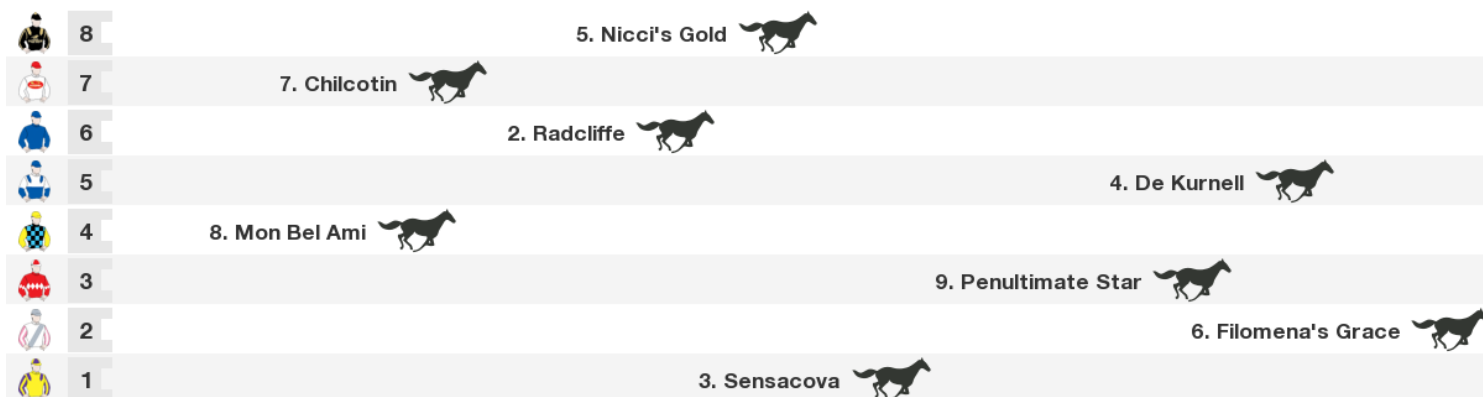 8 5. Nicci's Gold
7 7. Chilcotin
6 2. Radcliffe
5 4. De Kurnell
4 8. Mon Bel Ami
3 9. Penultimate Star
2 6. Filomena's Grace
1 3. Sensacova